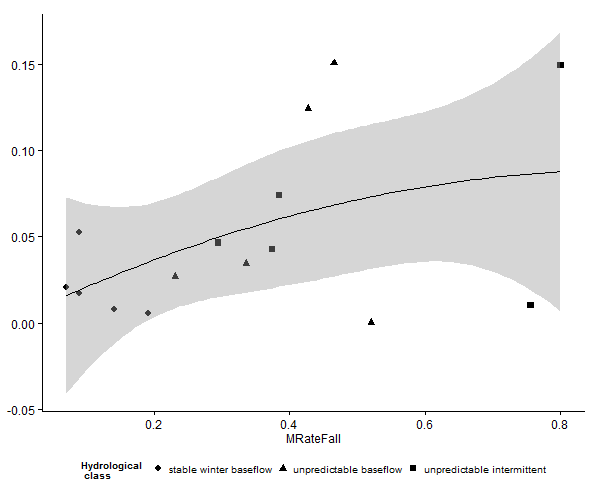 0.15
0.10
0.05
0.00
-0.05
0.2 0.4 0.6 0.8
MRateFall
Hydrological
class
stable winter baseflow unpredictable baseflow unpredictable intermittent